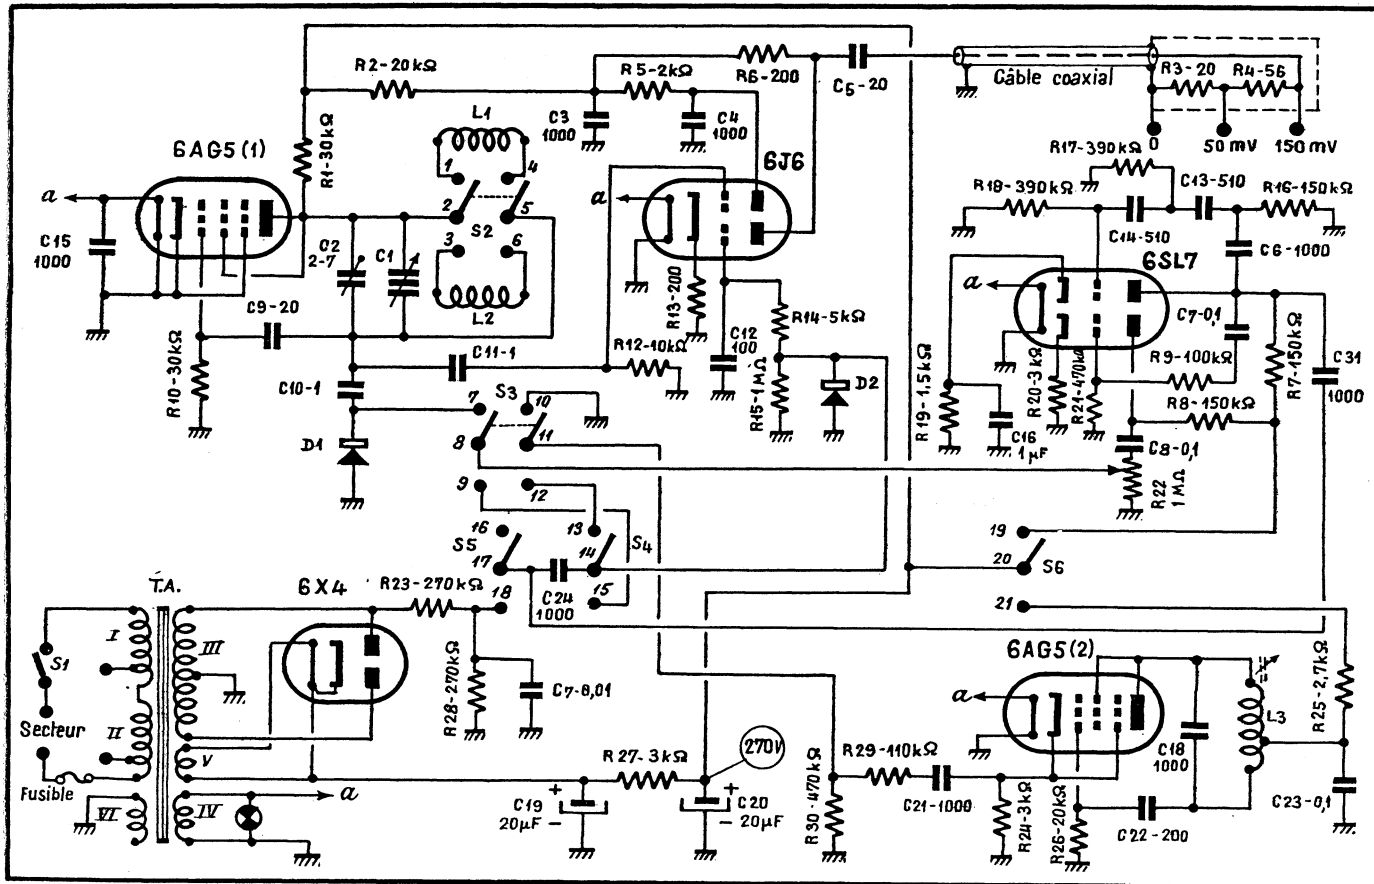 R2-20kΩ
R5-2kΩ
R6-200
C5-20
Câble coaxial
R3-20
R4-56
0
50 mV
150 mV
L1
C3
1000
C4
1000
6AG5(1)
R1-30kΩ
1
4
2
5
S2
3
6
L2
6J6
a
a
R17-390kΩ
R18-390kΩ
C13-510
R16-150kΩ
C14-510
C6-1000
6SL7
C15
1000
C2
2-7
C1
C9-20
R10-30kΩ
C10-1
C11-1
D1
R13-200
R12-10kΩ
C12
100
R14-5kΩ
R15-1MΩ
D2
a
C7-0,1
R9-100kΩ
R7-150kΩ
C31
1000
R19-1,5kΩ
R20-3kΩ
R21-470kΩ
R8-150kΩ
C16
1µF
C8-0,1
R22
1MΩ
7
S3
10
8
11
9
12
16
13
S5
17
14
S4
18
C24
1000
15
19
20
S6
21
T.A.
6X4
R23-270kΩ
I
III
S1
Secteur
II
V
Fusible
VI
IV
a
R28-270kΩ
C7-0,01
R27-3kΩ
270V
+
C19
20µF
−
+
C20
−
20µF
6AG5(2)
a
R29-110kΩ
C21-1000
R30-470kΩ
R24-3kΩ
R26-20kΩ
C22-200
C18
1000
L3
R25-2,7kΩ
C23-0,1